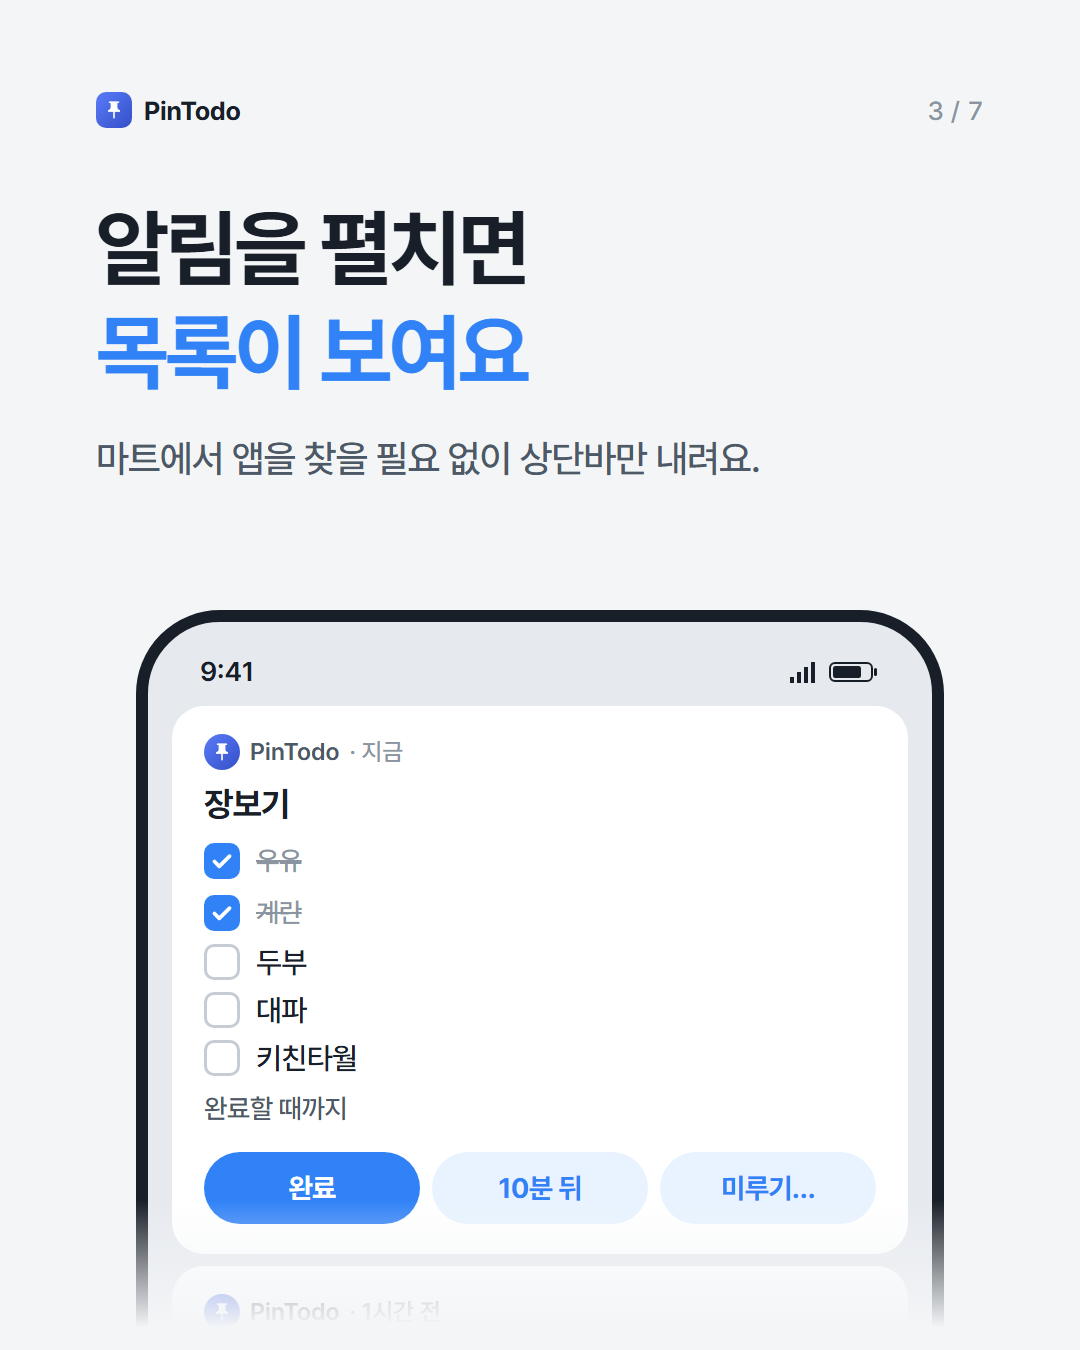 PinTodo
3 / 7
알림을 펼치면
목록이 보여요
마트에서 앱을 찾을 필요 없이 상단바만 내려요.
9:41
PinTodo · 지금
장보기
우유
계란
두부
대파
키친타월
완료할 때까지
완료
10분 뒤
미루기...
PinTodo · 1시간 전